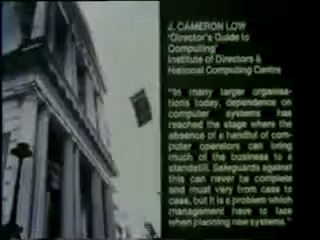 J. CAMERON LOW
'Director's Guide to
Computing'
Institute of Directors &
National Computing Centre
"In many larger organisa-
tions today, dependence on
computer systems has
reached the stage where the
absence of a handful of com-
puter operators can bring
much of the business to a
standstill. Safeguards against
this can never be complete
and must vary from case to
case, but it is a problem which
management have to face
when planning new systems."